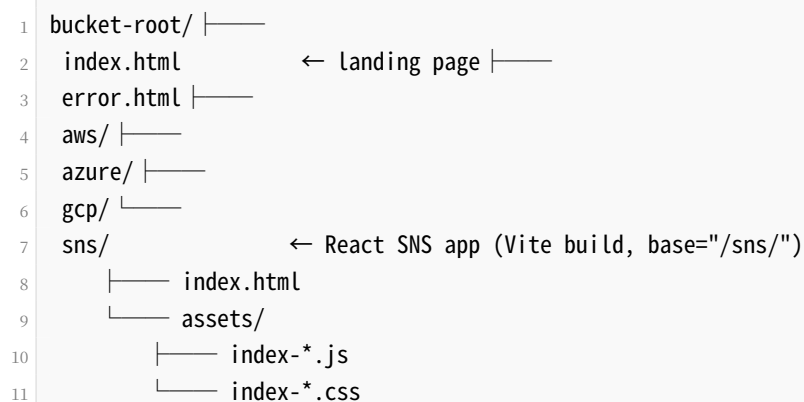 1 bucket-root/ ├──
2 index.html ← landing page ├──
3 error.html ├──
4 aws/ ├──
5 azure/ ├──
6 gcp/ └──
7 sns/ ← React SNS app (Vite build, base="/sns/")
8 ├── index.html
9 └── assets/
10 ├── index-*.js
11 └── index-*.css